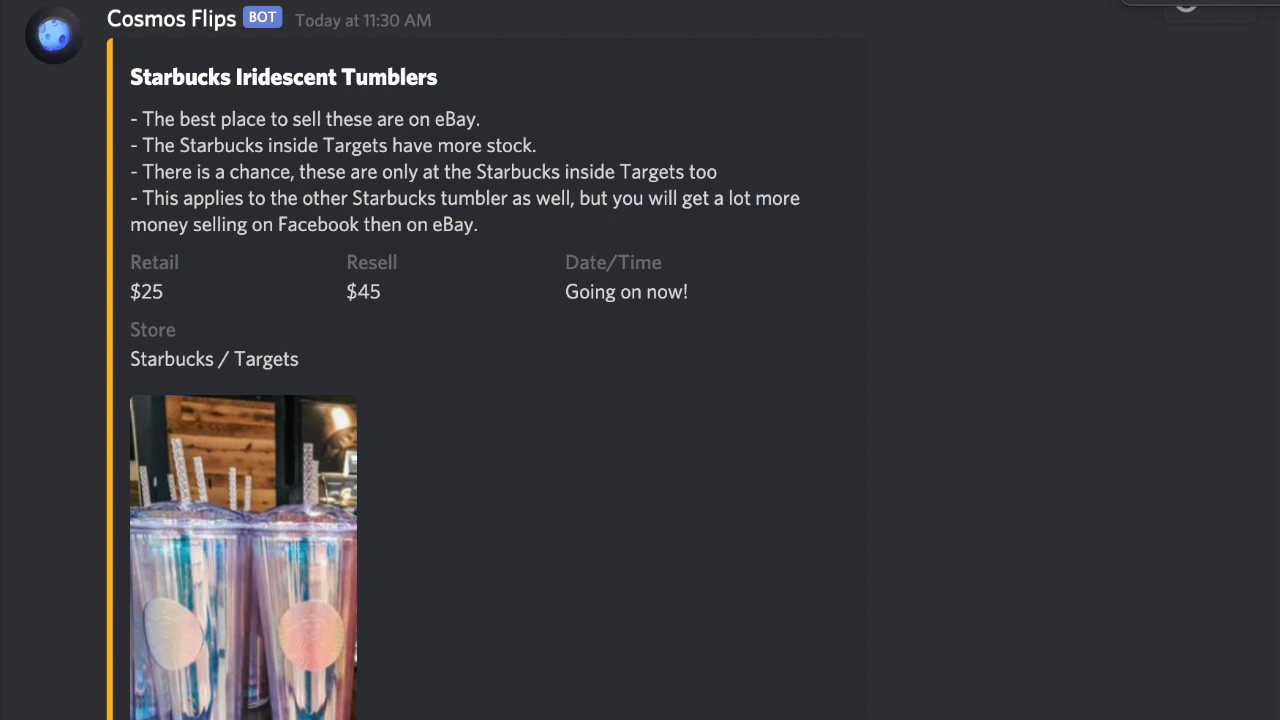 Cosmos Flips BOT Today at 11:30 AM
Starbucks Iridescent Tumblers
- The best place to sell these are on eBay.
- The Starbucks inside Targets have more stock.
- There is a chance, these are only at the Starbucks inside Targets too
- This applies to the other Starbucks tumbler as well, but you will get a lot more
money selling on Facebook then on eBay.
Retail Resell Date/Time
$25 $45 Going on now!
Store
Starbucks / Targets